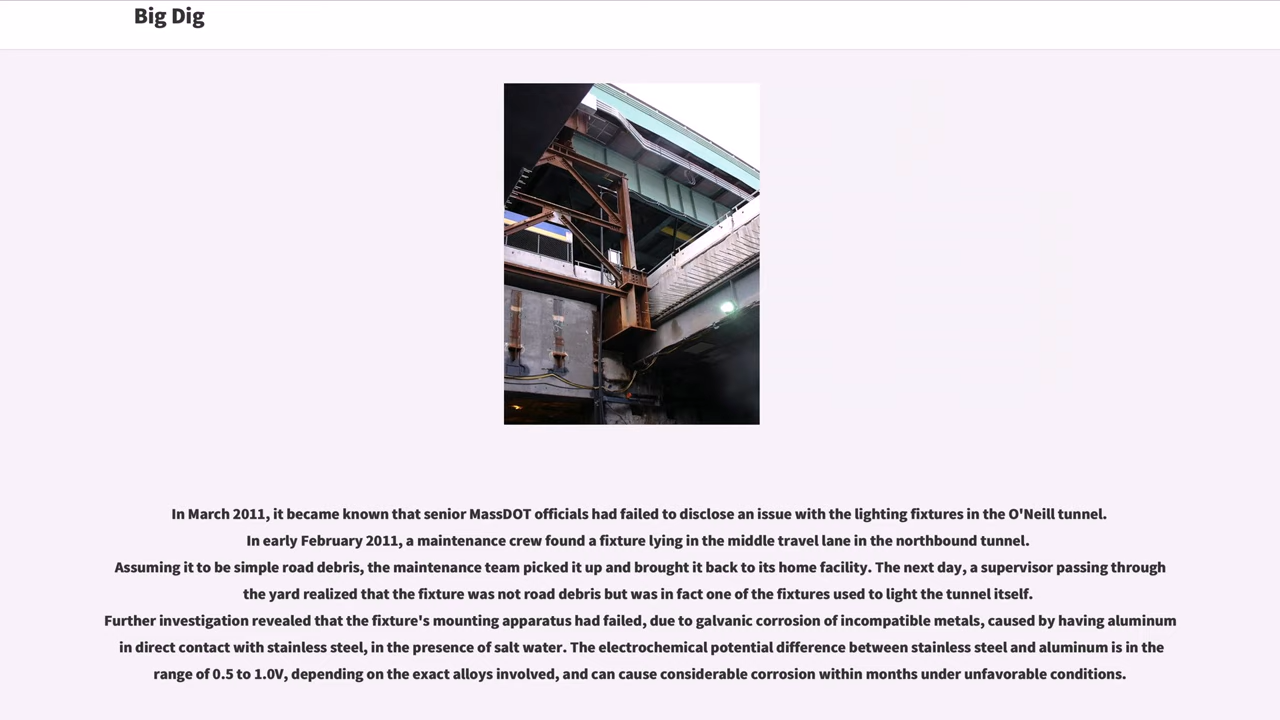 Big Dig
In March 2011, it became known that senior MassDOT officials had failed to disclose an issue with the lighting fixtures in the O'Neill tunnel.
In early February 2011, a maintenance crew found a fixture lying in the middle travel lane in the northbound tunnel.
Assuming it to be simple road debris, the maintenance team picked it up and brought it back to its home facility. The next day, a supervisor passing through
the yard realized that the fixture was not road debris but was in fact one of the fixtures used to light the tunnel itself.
Further investigation revealed that the fixture's mounting apparatus had failed, due to galvanic corrosion of incompatible metals, caused by having aluminum
in direct contact with stainless steel, in the presence of salt water. The electrochemical potential difference between stainless steel and aluminum is in the
range of 0.5 to 1.0V, depending on the exact alloys involved, and can cause considerable corrosion within months under unfavorable conditions.